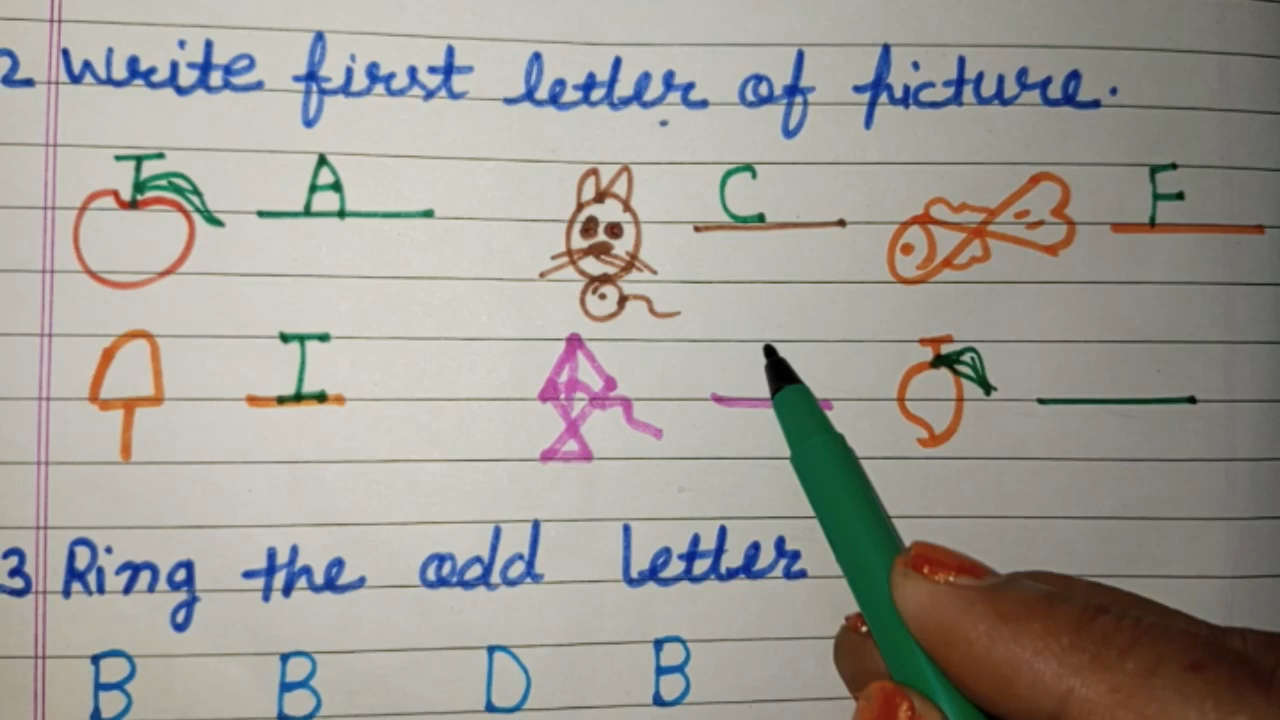 2 Write first letter of picture.
A C F
I
3 Ring the odd letter
B B D B